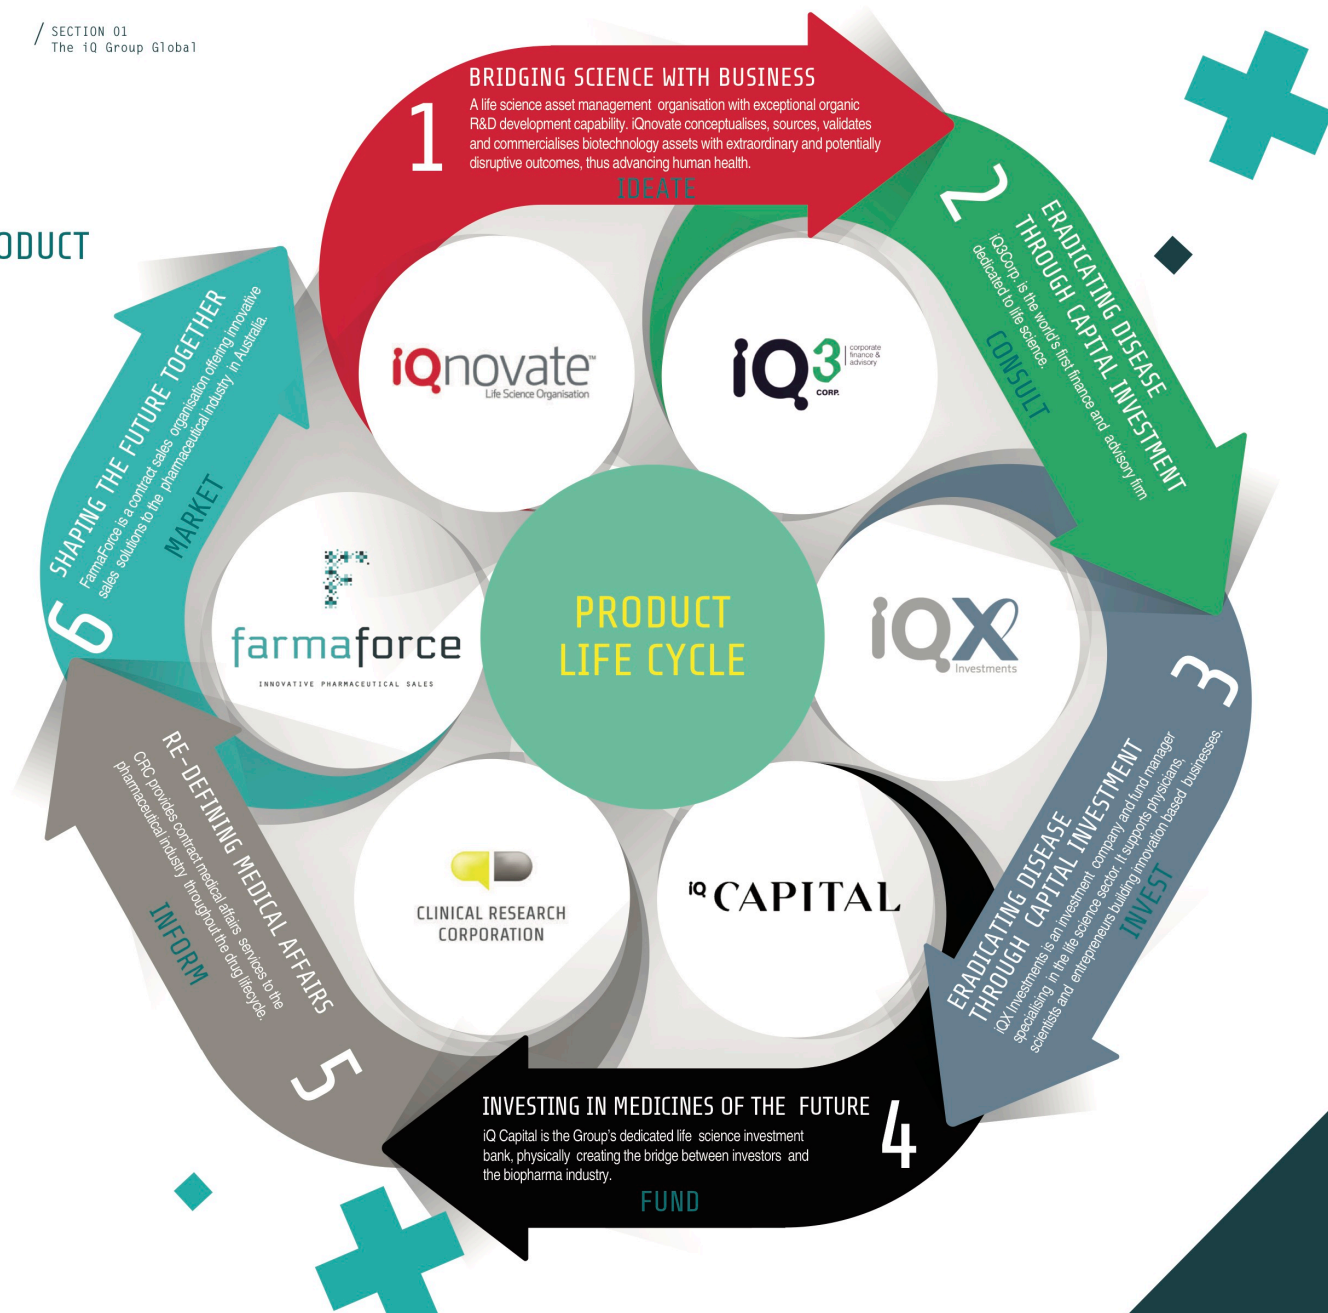 SECTION 01
The iQ Group Global
ODUCT
1
BRIDGING SCIENCE WITH BUSINESS
A life science asset management organisation with exceptional organic
R&D development capability. iQnovate conceptualises, sources, validates
and commercialises biotechnology assets with extraordinary and potentially
disruptive outcomes, thus advancing human health.
IDEATE
2
ERADICATING DISEASE
THROUGH CAPITAL INVESTMENT
iQ3Corp. is the world's first finance and advisory firm
dedicated to life science.
CONSULT
3
ERADICATING DISEASE
THROUGH CAPITAL INVESTMENT
iQX Investments is an investment company and fund manager
specialising in the life science sector. It supports physicians,
scientists and entrepreneurs building innovation based businesses.
INVEST
4
INVESTING IN MEDICINES OF THE FUTURE
iQ Capital is the Group's dedicated life science investment
bank, physically creating the bridge between investors and
the biopharma industry.
FUND
5
RE-DEFINING MEDICAL AFFAIRS
CRC provides contract medical affairs services to the
pharmaceutical industry throughout the drug lifecycle.
INFORM
6
SHAPING THE FUTURE TOGETHER
FarmaForce is a contract sales organisation offering innovative
sales solutions to the pharmaceutical industry in Australia.
MARKET
iQnovate™
Life Science Organisation
iQ3
corporate
finance &
advisory
CORP.
iQX
Investments
iQ CAPITAL
CLINICAL RESEARCH
CORPORATION
F
farmaforce
INNOVATIVE PHARMACEUTICAL SALES
PRODUCT
LIFE CYCLE